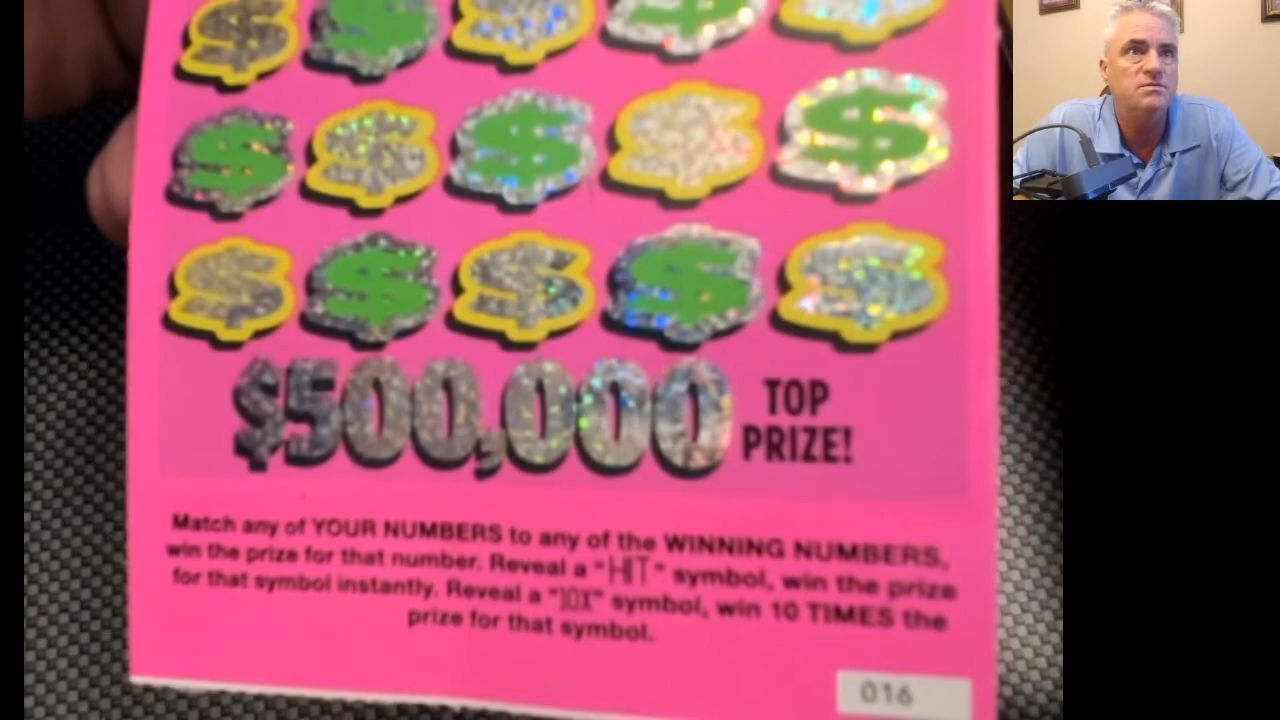 $500,000 TOP PRIZE!
Match any of YOUR NUMBERS to any of the WINNING NUMBERS,
win the prize for that number. Reveal a "HIT" symbol, win the prize
for that symbol instantly. Reveal a "10X" symbol, win 10 TIMES the
prize for that symbol.
016